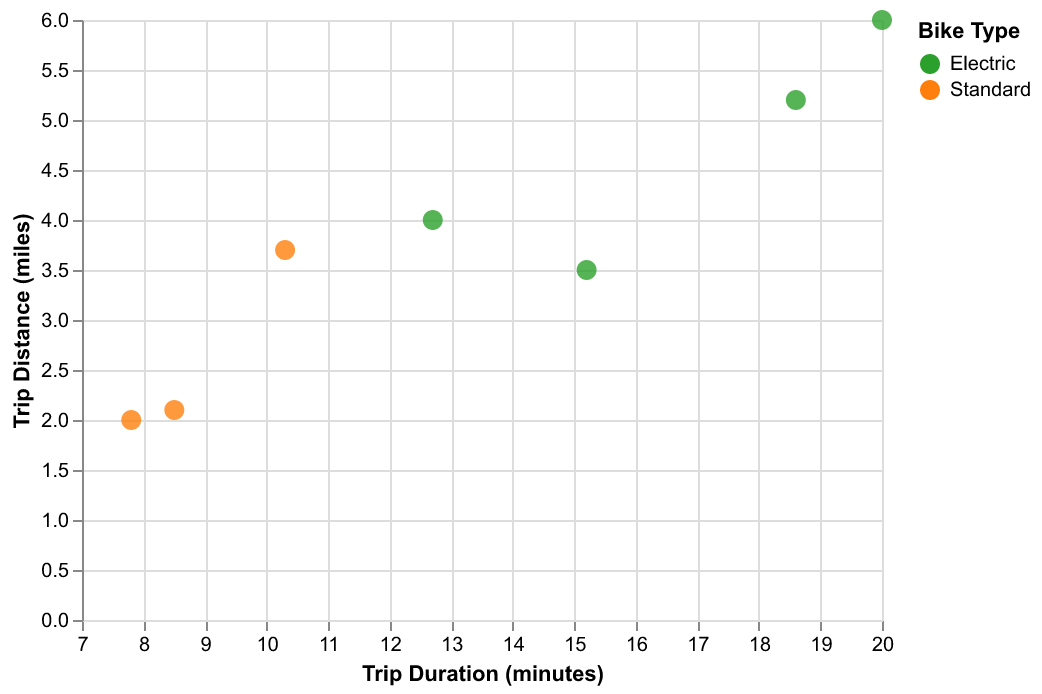 6.0
5.5
5.0
4.5
4.0
3.5
3.0
2.5
2.0
1.5
1.0
0.5
0.0
Trip Distance (miles)
7 8 9 10 11 12 13 14 15 16 17 18 19 20
Trip Duration (minutes)
Bike Type
Electric
Standard